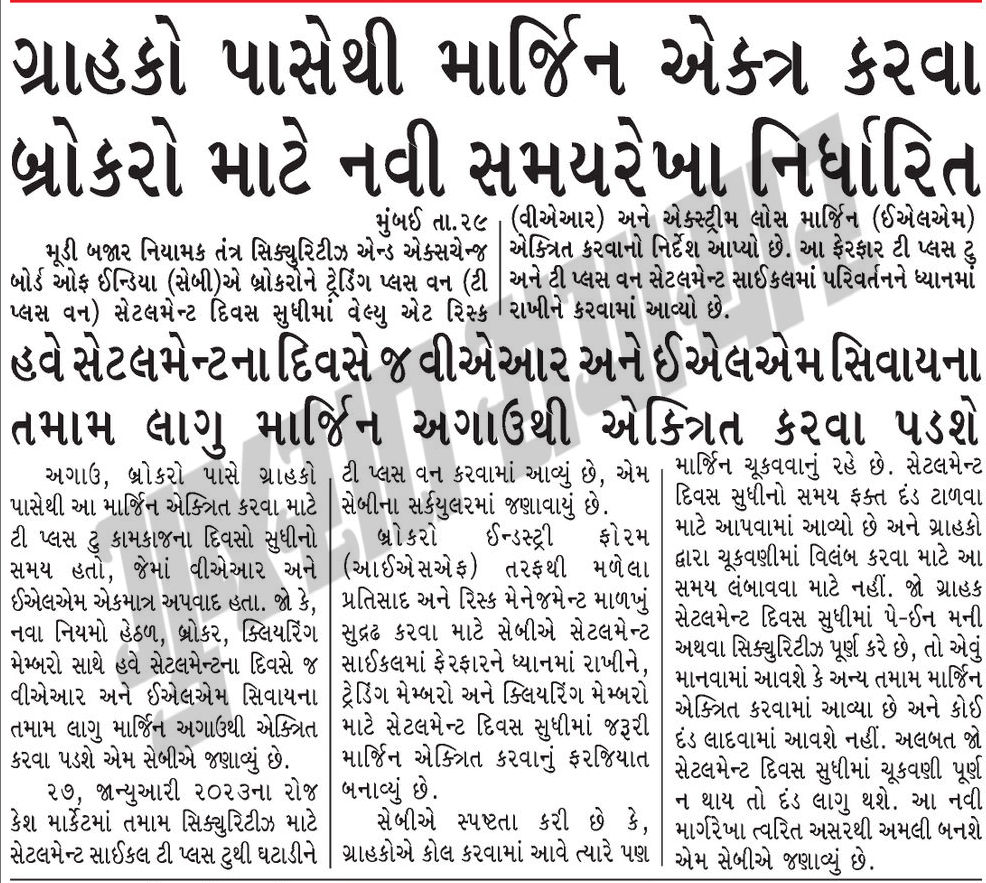 ગ્રાહકો પાસેથી માર્જિન એકત્ર કરવા
બ્રોકરો માટે નવી સમયરેખા નિર્ધારિત
મુંબઈ તા.૨૯
મૂડી બજાર નિયામક તંત્ર સિક્યુરિટીઝ એન્ડ એક્સચેન્જ
બોર્ડ ઓફ ઈન્ડિયા (સેબી)એ બ્રોકરોને ટ્રેડિંગ પ્લસ વન (ટી
પ્લસ વન) સેટલમેન્ટ દિવસ સુધીમાં વેલ્યુ એટ રિસ્ક
(વીએઆર) અને એક્સ્ટ્રીમ લોસ માર્જિન (ઈએલએમ)
એકત્રિત કરવાનો નિર્દેશ આપ્યો છે. આ ફેરફાર ટી પ્લસ ટુ
અને ટી પ્લસ વન સેટલમેન્ટ સાઈકલમાં પરિવર્તનને ધ્યાનમાં
રાખીને કરવામાં આવ્યો છે.
હવે સેટલમેન્ટના દિવસે જ વીએઆર અને ઈએલએમ સિવાયના
તમામ લાગુ માર્જિન અગાઉથી એકત્રિત કરવા પડશે
અગાઉ, બ્રોકરો પાસે ગ્રાહકો
પાસેથી આ માર્જિન એકત્રિત કરવા માટે
ટી પ્લસ ટુ કામકાજના દિવસો સુધીનો
સમય હતો, જેમાં વીએઆર અને
ઈએલએમ એકમાત્ર અપવાદ હતા. જો કે,
નવા નિયમો હેઠળ, બ્રોકર, ક્લિયરિંગ
મેમ્બરો સાથે હવે સેટલમેન્ટના દિવસે જ
વીએઆર અને ઈએલએમ સિવાયના
તમામ લાગુ માર્જિન અગાઉથી એકત્રિત
કરવા પડશે એમ સેબીએ જણાવ્યું છે.
૨૭, જાન્યુઆરી ૨૦૨૩ના રોજ
કેશ માર્કેટમાં તમામ સિક્યુરિટીઝ માટે
સેટલમેન્ટ સાઈકલ ટી પ્લસ ટુથી ઘટાડીને
ટી પ્લસ વન કરવામાં આવ્યું છે, એમ
સેબીના સર્કયુલરમાં જણાવાયું છે.
બ્રોકરો ઈન્ડસ્ટ્રી ફોરમ
(આઈએસએફ) તરફથી મળેલા
પ્રતિસાદ અને રિસ્ક મેનેજમેન્ટ માળખું
સુદ્રઢ કરવા માટે સેબીએ સેટલમેન્ટ
સાઈકલમાં ફેરફારને ધ્યાનમાં રાખીને,
ટ્રેડિંગ મેમ્બરો અને ક્લિયરિંગ મેમ્બરો
માટે સેટલમેન્ટ દિવસ સુધીમાં જરૂરી
માર્જિન એકત્રિત કરવાનું ફરજિયાત
બનાવ્યું છે.
સેબીએ સ્પષ્ટતા કરી છે કે,
ગ્રાહકોએ કોલ કરવામાં આવે ત્યારે પણ
માર્જિન ચૂકવવાનું રહે છે. સેટલમેન્ટ
દિવસ સુધીનો સમય ફક્ત દંડ ટાળવા
માટે આપવામાં આવ્યો છે અને ગ્રાહકો
દ્વારા ચૂકવણીમાં વિલંબ કરવા માટે આ
સમય લંબાવવા માટે નહીં. જો ગ્રાહક
સેટલમેન્ટ દિવસ સુધીમાં પે-ઈન મની
અથવા સિક્યુરિટીઝ પૂર્ણ કરે છે, તો એવું
માનવામાં આવશે કે અન્ય તમામ માર્જિન
એકત્રિત કરવામાં આવ્યા છે અને કોઈ
દંડ લાદવામાં આવશે નહીં. અલબત જો
સેટલમેન્ટ દિવસ સુધીમાં ચૂકવણી પૂર્ણ
ન થાય તો દંડ લાગુ થશે. આ નવી
માર્ગરેખા ત્વરિત અસરથી અમલી બનશે
એમ સેબીએ જણાવ્યું છે.